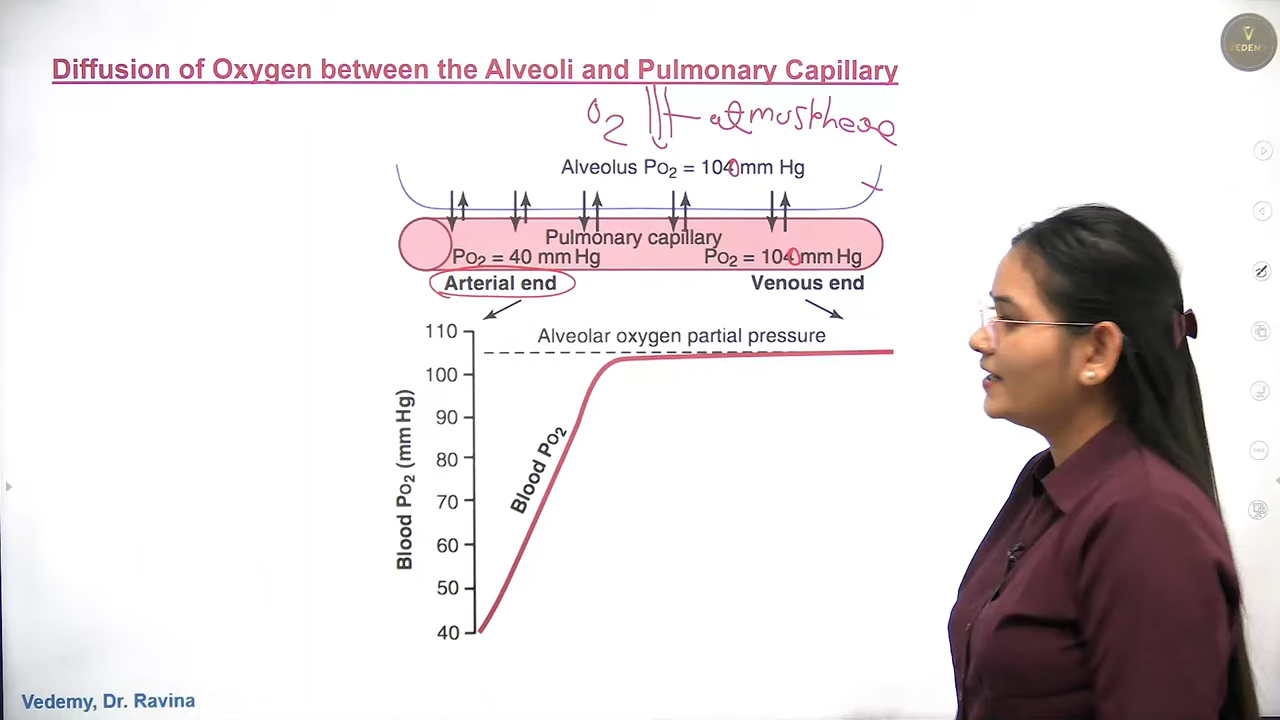 VEDEMY
Diffusion of Oxygen between the Alveoli and Pulmonary Capillary
O2 atmosphere
Alveolus PO2 = 104 mm Hg
Pulmonary capillary
PO2 = 40 mm Hg PO2 = 104 mm Hg
Arterial end Venous end
Alveolar oxygen partial pressure
110
100
90
80
70
60
50
40
Blood PO2 (mm Hg)
Blood PO2
Vedemy, Dr. Ravina